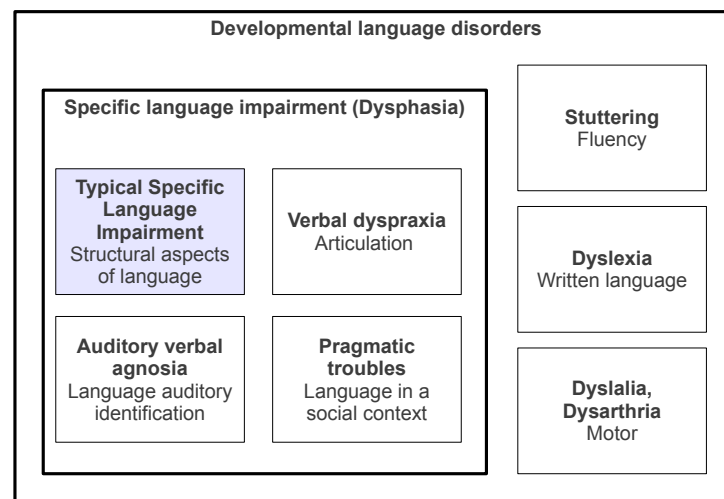 Developmental language disorders
Specific language impairment (Dysphasia)
Typical Specific
Language
Impairment
Structural aspects
of language
Verbal dyspraxia
Articulation
Auditory verbal
agnosia
Language auditory
identification
Pragmatic
troubles
Language in a
social context
Stuttering
Fluency
Dyslexia
Written language
Dyslalia,
Dysarthria
Motor